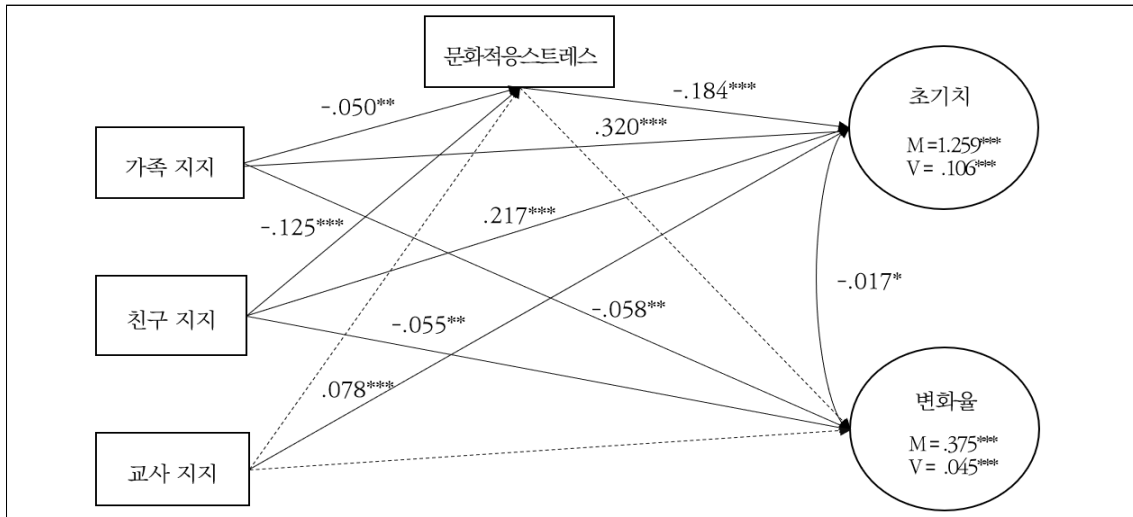 문화적응스트레스
-.050**
-.184***
초기치
M=1.259***
V= .106***
.320***
가족 지지
-.125***
.217***
친구 지지
-.017*
-.058**
-.055**
.078***
변화율
M=.375***
V= .045***
교사 지지